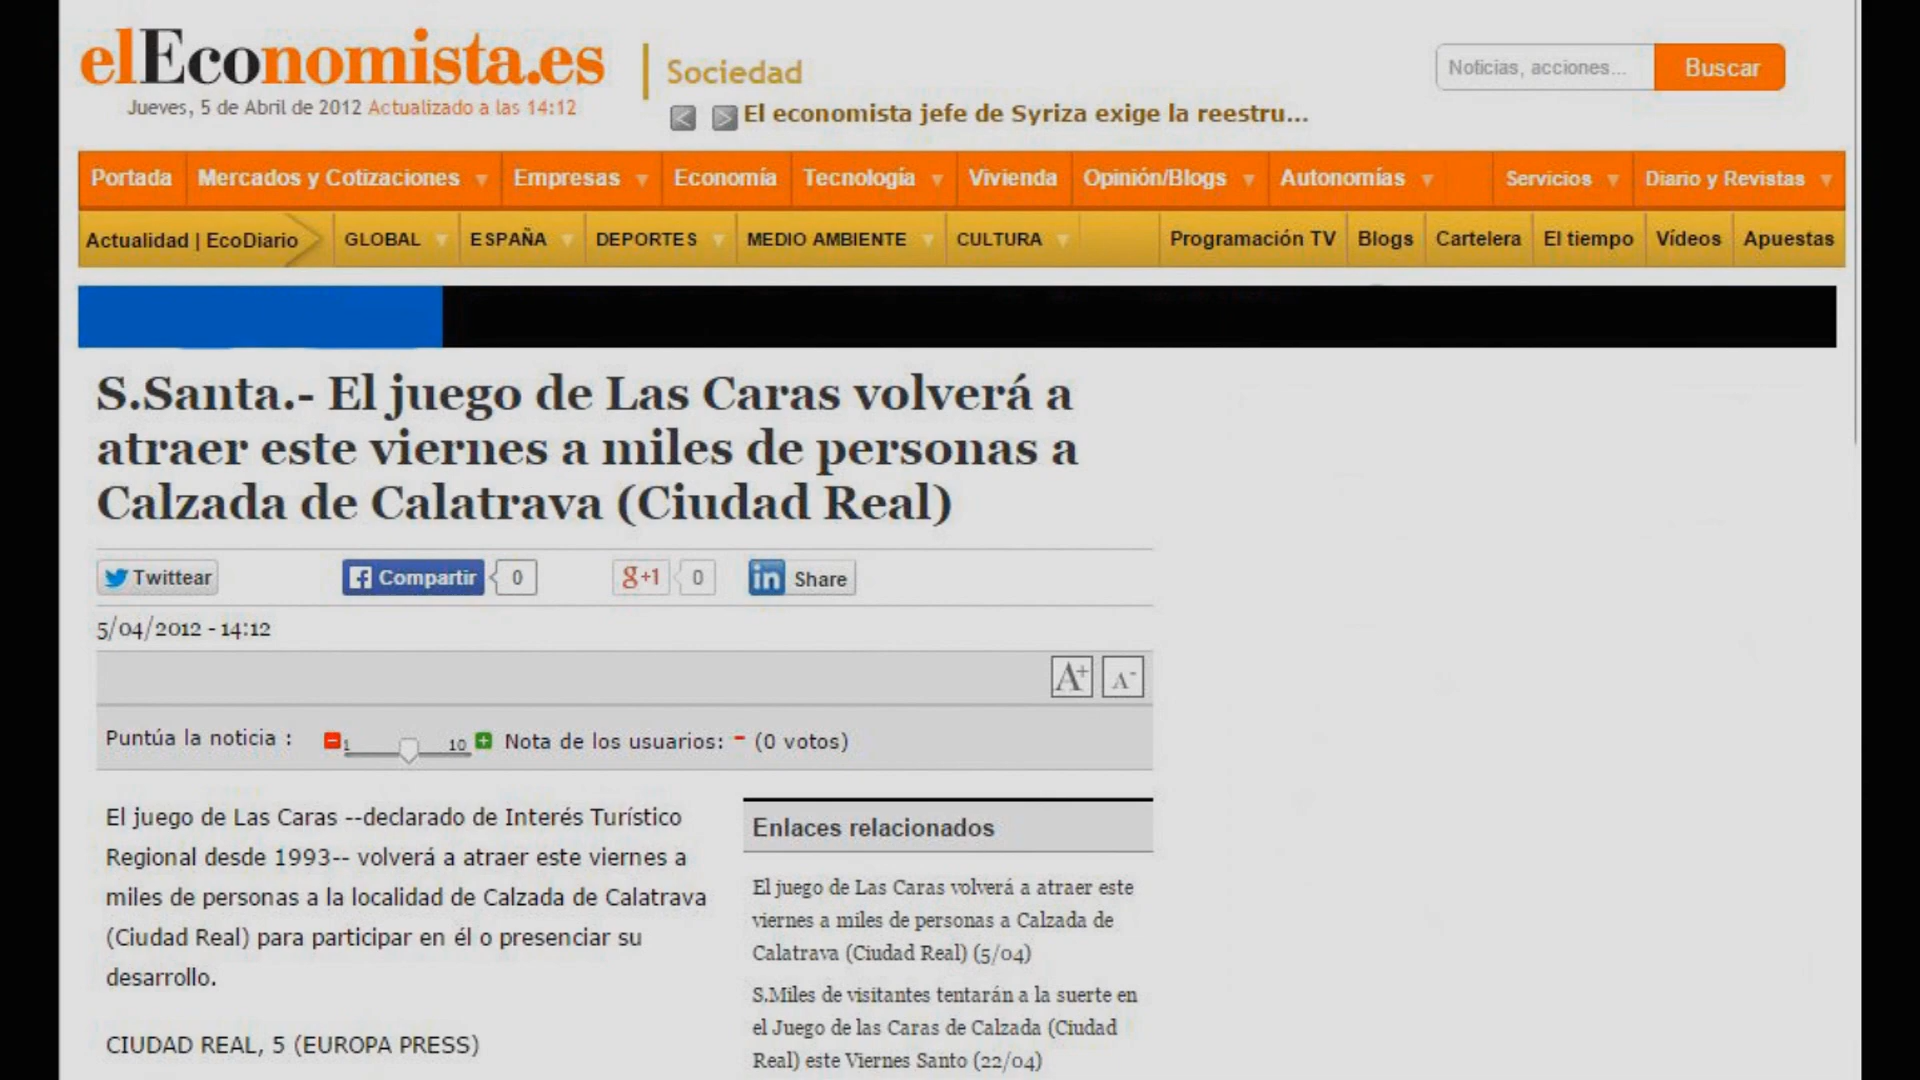 elEconomista.es
Jueves, 5 de Abril de 2012 Actualizado a las 14:12
Sociedad
El economista jefe de Syriza exige la reestru...
Noticias, acciones... Buscar
Portada Mercados y Cotizaciones Empresas Economía Tecnología Vivienda Opinión/Blogs Autonomías Servicios Diario y Revistas
Actualidad | EcoDiario GLOBAL ESPAÑA DEPORTES MEDIO AMBIENTE CULTURA Programación TV Blogs Cartelera El tiempo Vídeos Apuestas
S.Santa.- El juego de Las Caras volverá a
atraer este viernes a miles de personas a
Calzada de Calatrava (Ciudad Real)
Twittear Compartir 0 g+1 0 in Share
5/04/2012 - 14:12
A+ A-
Puntúa la noticia : 1 10 Nota de los usuarios: - (0 votos)
El juego de Las Caras --declarado de Interés Turístico
Regional desde 1993-- volverá a atraer este viernes a
miles de personas a la localidad de Calzada de Calatrava
(Ciudad Real) para participar en él o presenciar su
desarrollo.
CIUDAD REAL, 5 (EUROPA PRESS)
Enlaces relacionados
El juego de Las Caras volverá a atraer este
viernes a miles de personas a Calzada de
Calatrava (Ciudad Real) (5/04)
S.Miles de visitantes tentarán a la suerte en
el Juego de las Caras de Calzada (Ciudad
Real) este Viernes Santo (22/04)